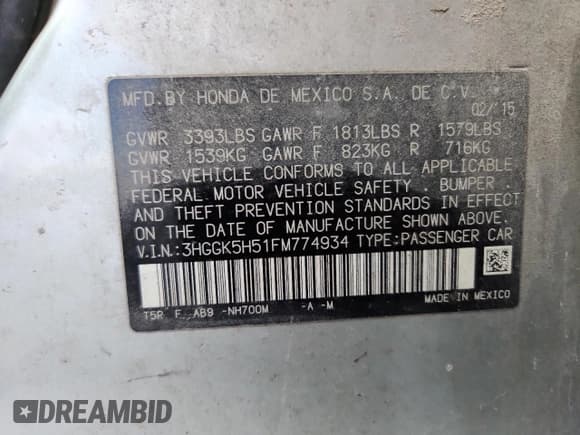 MFD.BY HONDA DE MEXICO S.A. DE C.V. 02/'15
GVWR 3393LBS GAWR F 1813LBS R 1579LBS
GVWR 1539KG GAWR F 823KG R 716KG
THIS VEHICLE CONFORMS TO ALL APPLICABLE
FEDERAL MOTOR VEHICLE SAFETY . BUMPER .
AND THEFT PREVENTION STANDARDS IN EFFECT
ON THE DATE OF MANUFACTURE SHOWN ABOVE.
V.I.N.: 3HGGK5H51FM774934 TYPE:PASSENGER CAR
T5R F AB9 -NH700M -A -M MADE IN MEXICO
DREAMBID